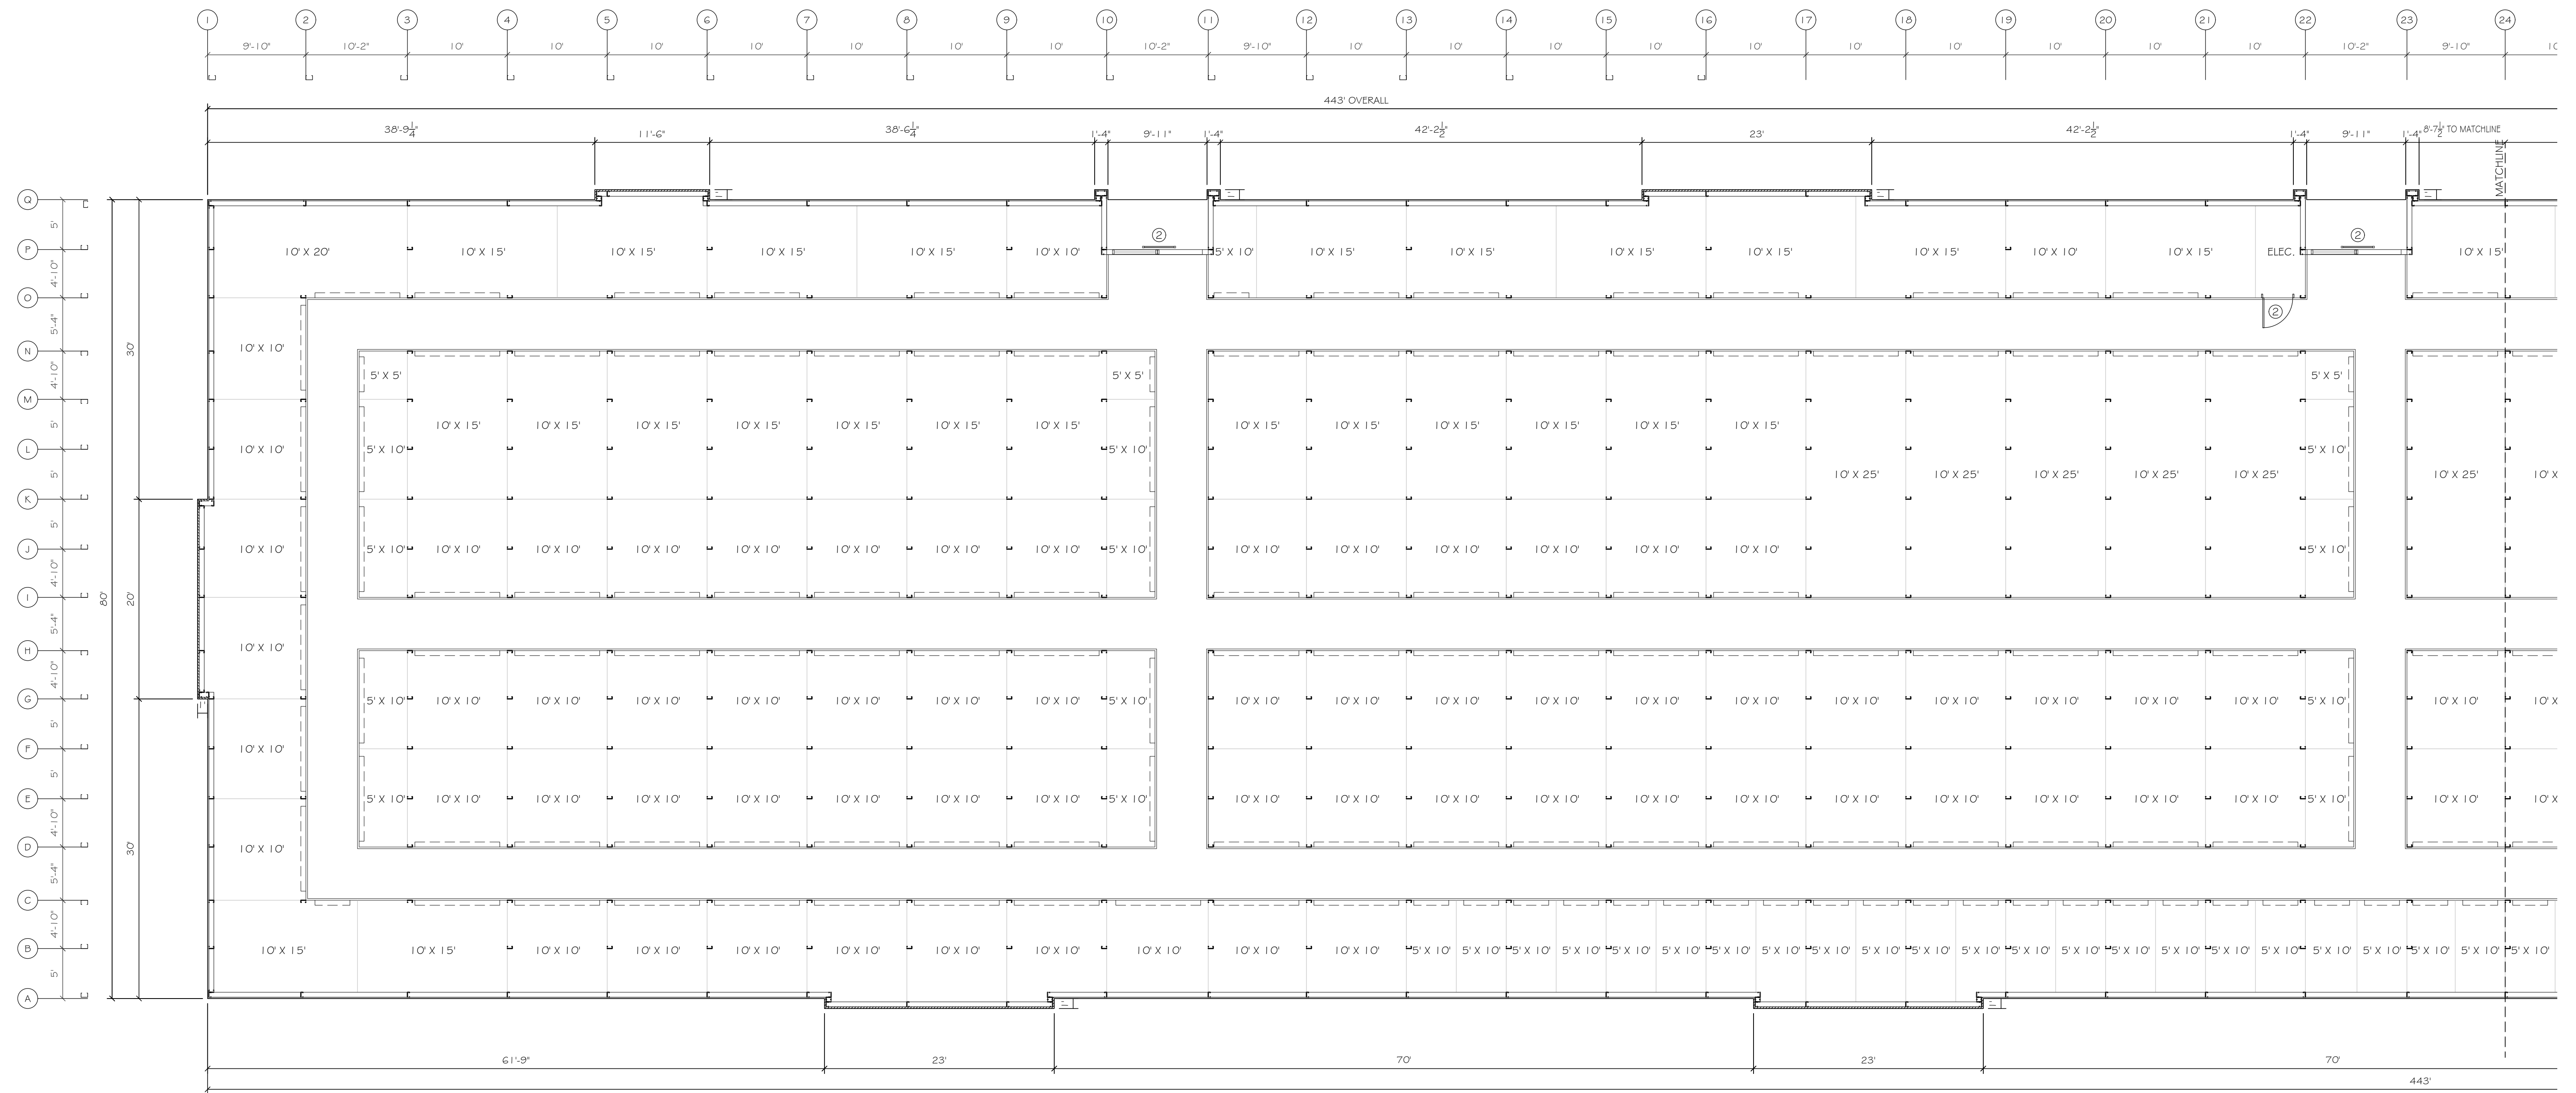 1 2 3 4 5 6 7 8 9 10 11 12 13 14 15 16 17 18 19 20 21 22 23 24
9'-10" 10'-2" 10' 10' 10' 10' 10' 10' 10' 10'-2" 9'-10" 10' 10' 10' 10' 10' 10' 10' 10' 10' 10' 10'-2" 9'-10"
443' OVERALL
38'-9 1/4" 11'-6" 38'-6 1/4" 1'-4" 9'-11" 1'-4" 42'-2 1/2" 23' 42'-2 1/2" 1'-4" 9'-11" 1'-4" 8'-7 1/2" TO MATCHLINE
MATCHLINE
Q
5'
P
2 2
10' X 20' 10' X 15' 10' X 15' 10' X 15' 10' X 15' 10' X 10' 5' X 10' 10' X 15' 10' X 15' 10' X 15' 10' X 15' 10' X 15' 10' X 10' 10' X 15' ELEC. 10' X 15'
4'-10"
O
2
5'-4"
30'
10' X 10'
N
4'-10"
5' X 5' 5' X 5' 5' X 5'
M
5'
10' X 15' 10' X 15' 10' X 15' 10' X 15' 10' X 15' 10' X 15' 10' X 15' 10' X 15' 10' X 15' 10' X 15' 10' X 15' 10' X 15' 10' X 15'
L
10' X 10' 5' X 10' 5' X 10' 5' X 10'
5'
10' X 25' 10' X 25' 10' X 25' 10' X 25' 10' X 25' 10' X 25'
K
5'
J
10' X 10' 5' X 10' 10' X 10' 10' X 10' 10' X 10' 10' X 10' 10' X 10' 10' X 10' 10' X 10' 5' X 10' 10' X 10' 10' X 10' 10' X 10' 10' X 10' 10' X 10' 10' X 10' 5' X 10'
4'-10"
I
80' 20'
5'-4"
10' X 10'
H
4'-10"
G
1'
10' X 10' 5' X 10' 10' X 10' 10' X 10' 10' X 10' 10' X 10' 10' X 10' 10' X 10' 10' X 10' 5' X 10' 10' X 10' 10' X 10' 10' X 10' 10' X 10' 10' X 10' 10' X 10' 10' X 10' 10' X 10' 10' X 10' 10' X 10' 10' X 10' 5' X 10' 10' X 10'
5'
F
5'
E
5' X 10' 10' X 10' 10' X 10' 10' X 10' 10' X 10' 10' X 10' 10' X 10' 10' X 10' 5' X 10' 10' X 10' 10' X 10' 10' X 10' 10' X 10' 10' X 10' 10' X 10' 10' X 10' 10' X 10' 10' X 10' 10' X 10' 10' X 10' 5' X 10' 10' X 10'
4'-10"
30'
10' X 10'
D
5'-4"
C
4'-10"
B
10' X 15' 10' X 15' 10' X 10' 10' X 10' 10' X 10' 10' X 10' 10' X 10' 10' X 10' 10' X 10' 10' X 10' 10' X 10' 5' X 10' 5' X 10' 5' X 10' 5' X 10' 5' X 10' 5' X 10' 5' X 10' 5' X 10' 5' X 10' 5' X 10' 5' X 10' 5' X 10' 5' X 10' 5' X 10' 5' X 10' 5' X 10' 5' X 10' 5' X 10' 5' X 10' 5' X 10' 5' X 10' 5' X 10' 5' X 10'
5'
A
61'-9" 23' 70' 23' 70'
443'